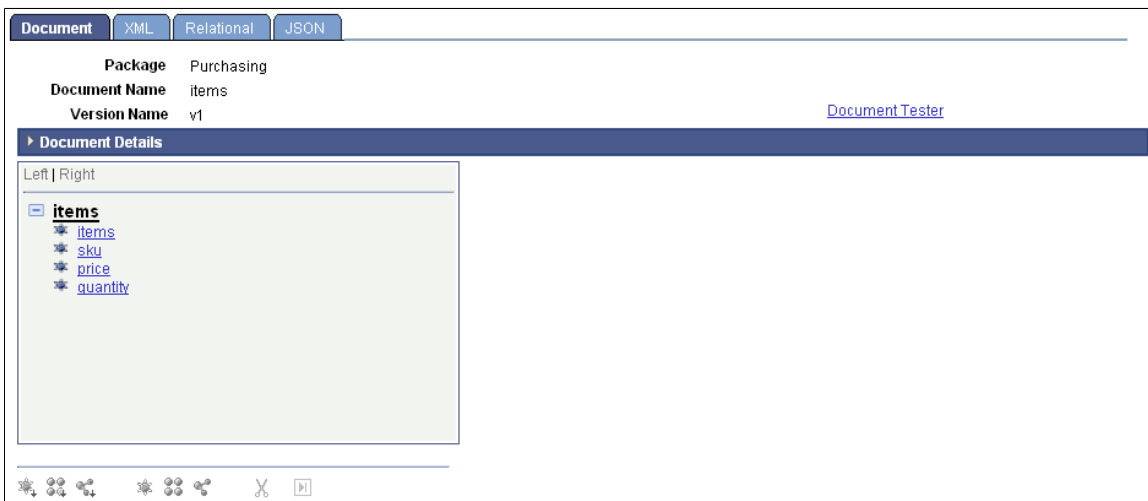 Document XML Relational JSON
Package Purchasing
Document Name items
Version Name v1 Document Tester
Document Details
Left | Right
items
items
sku
price
quantity